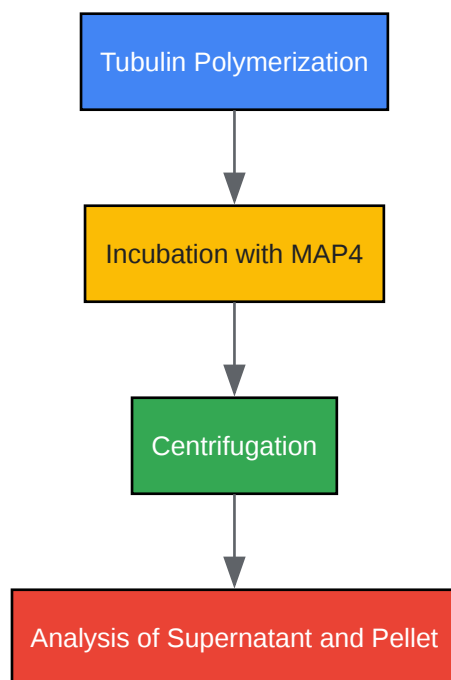 Tubulin Polymerization
Incubation with MAP4
Centrifugation
Analysis of Supernatant and Pellet